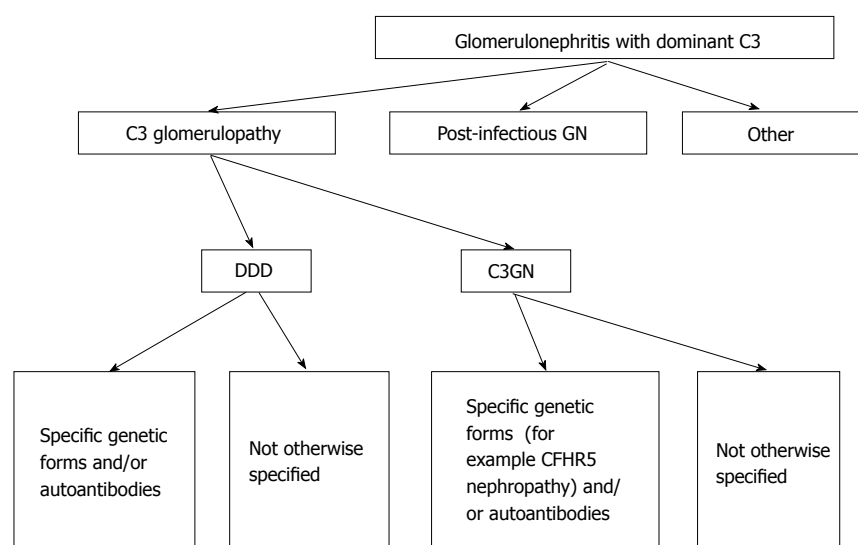 Glomerulonephritis with dominant C3
C3 glomerulopathy
Post-infectious GN
Other
DDD
C3GN
Specific genetic
forms and/or
autoantibodies
Not otherwise
specified
Specific genetic
forms (for
example CFHR5
nephropathy) and/
or autoantibodies
Not otherwise
specified